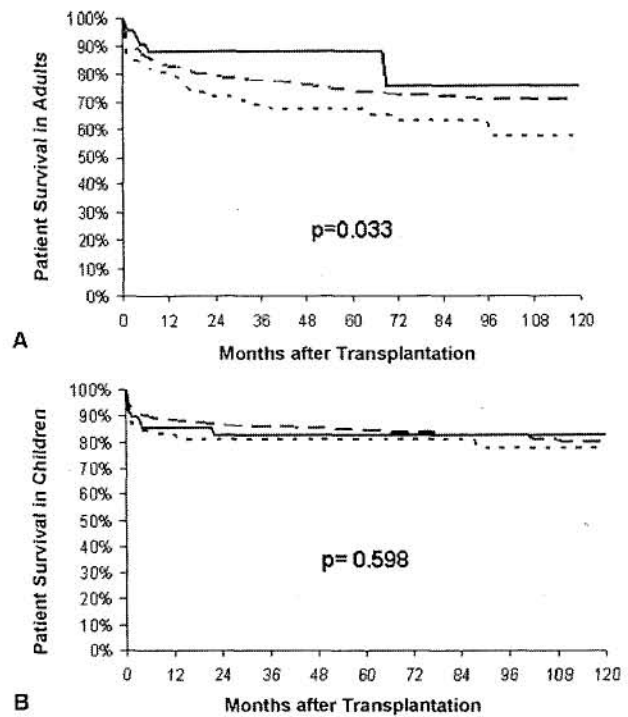 Patient Survival in Adults
100%
90%
80%
70%
60%
50%
40%
30%
20%
10%
0%
p=0.033
0 12 24 36 48 60 72 84 96 108 120
Months after Transplantation
A
Patient Survival in Children
100%
90%
80%
70%
60%
50%
40%
30%
20%
10%
0%
p= 0.598
0 12 24 36 48 60 72 84 96 108 120
Months after Transplantation
B